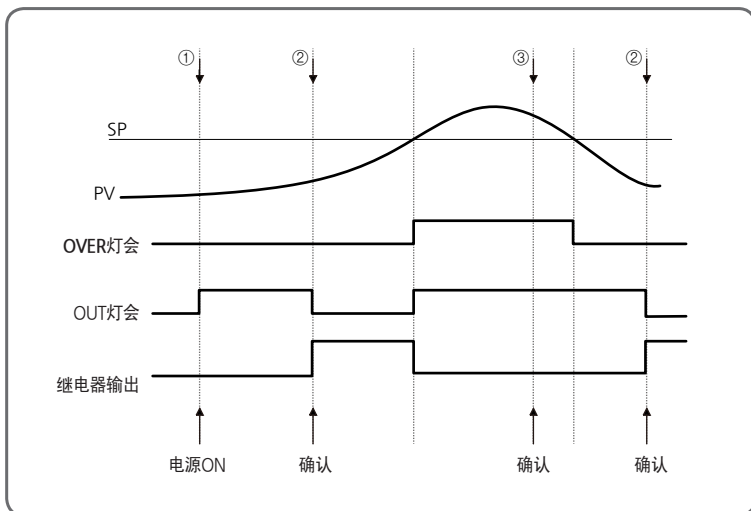 ① ② ③ ②
SP
PV
OVER灯会
OUT灯会
继电器输出
电源ON 确认 确认 确认